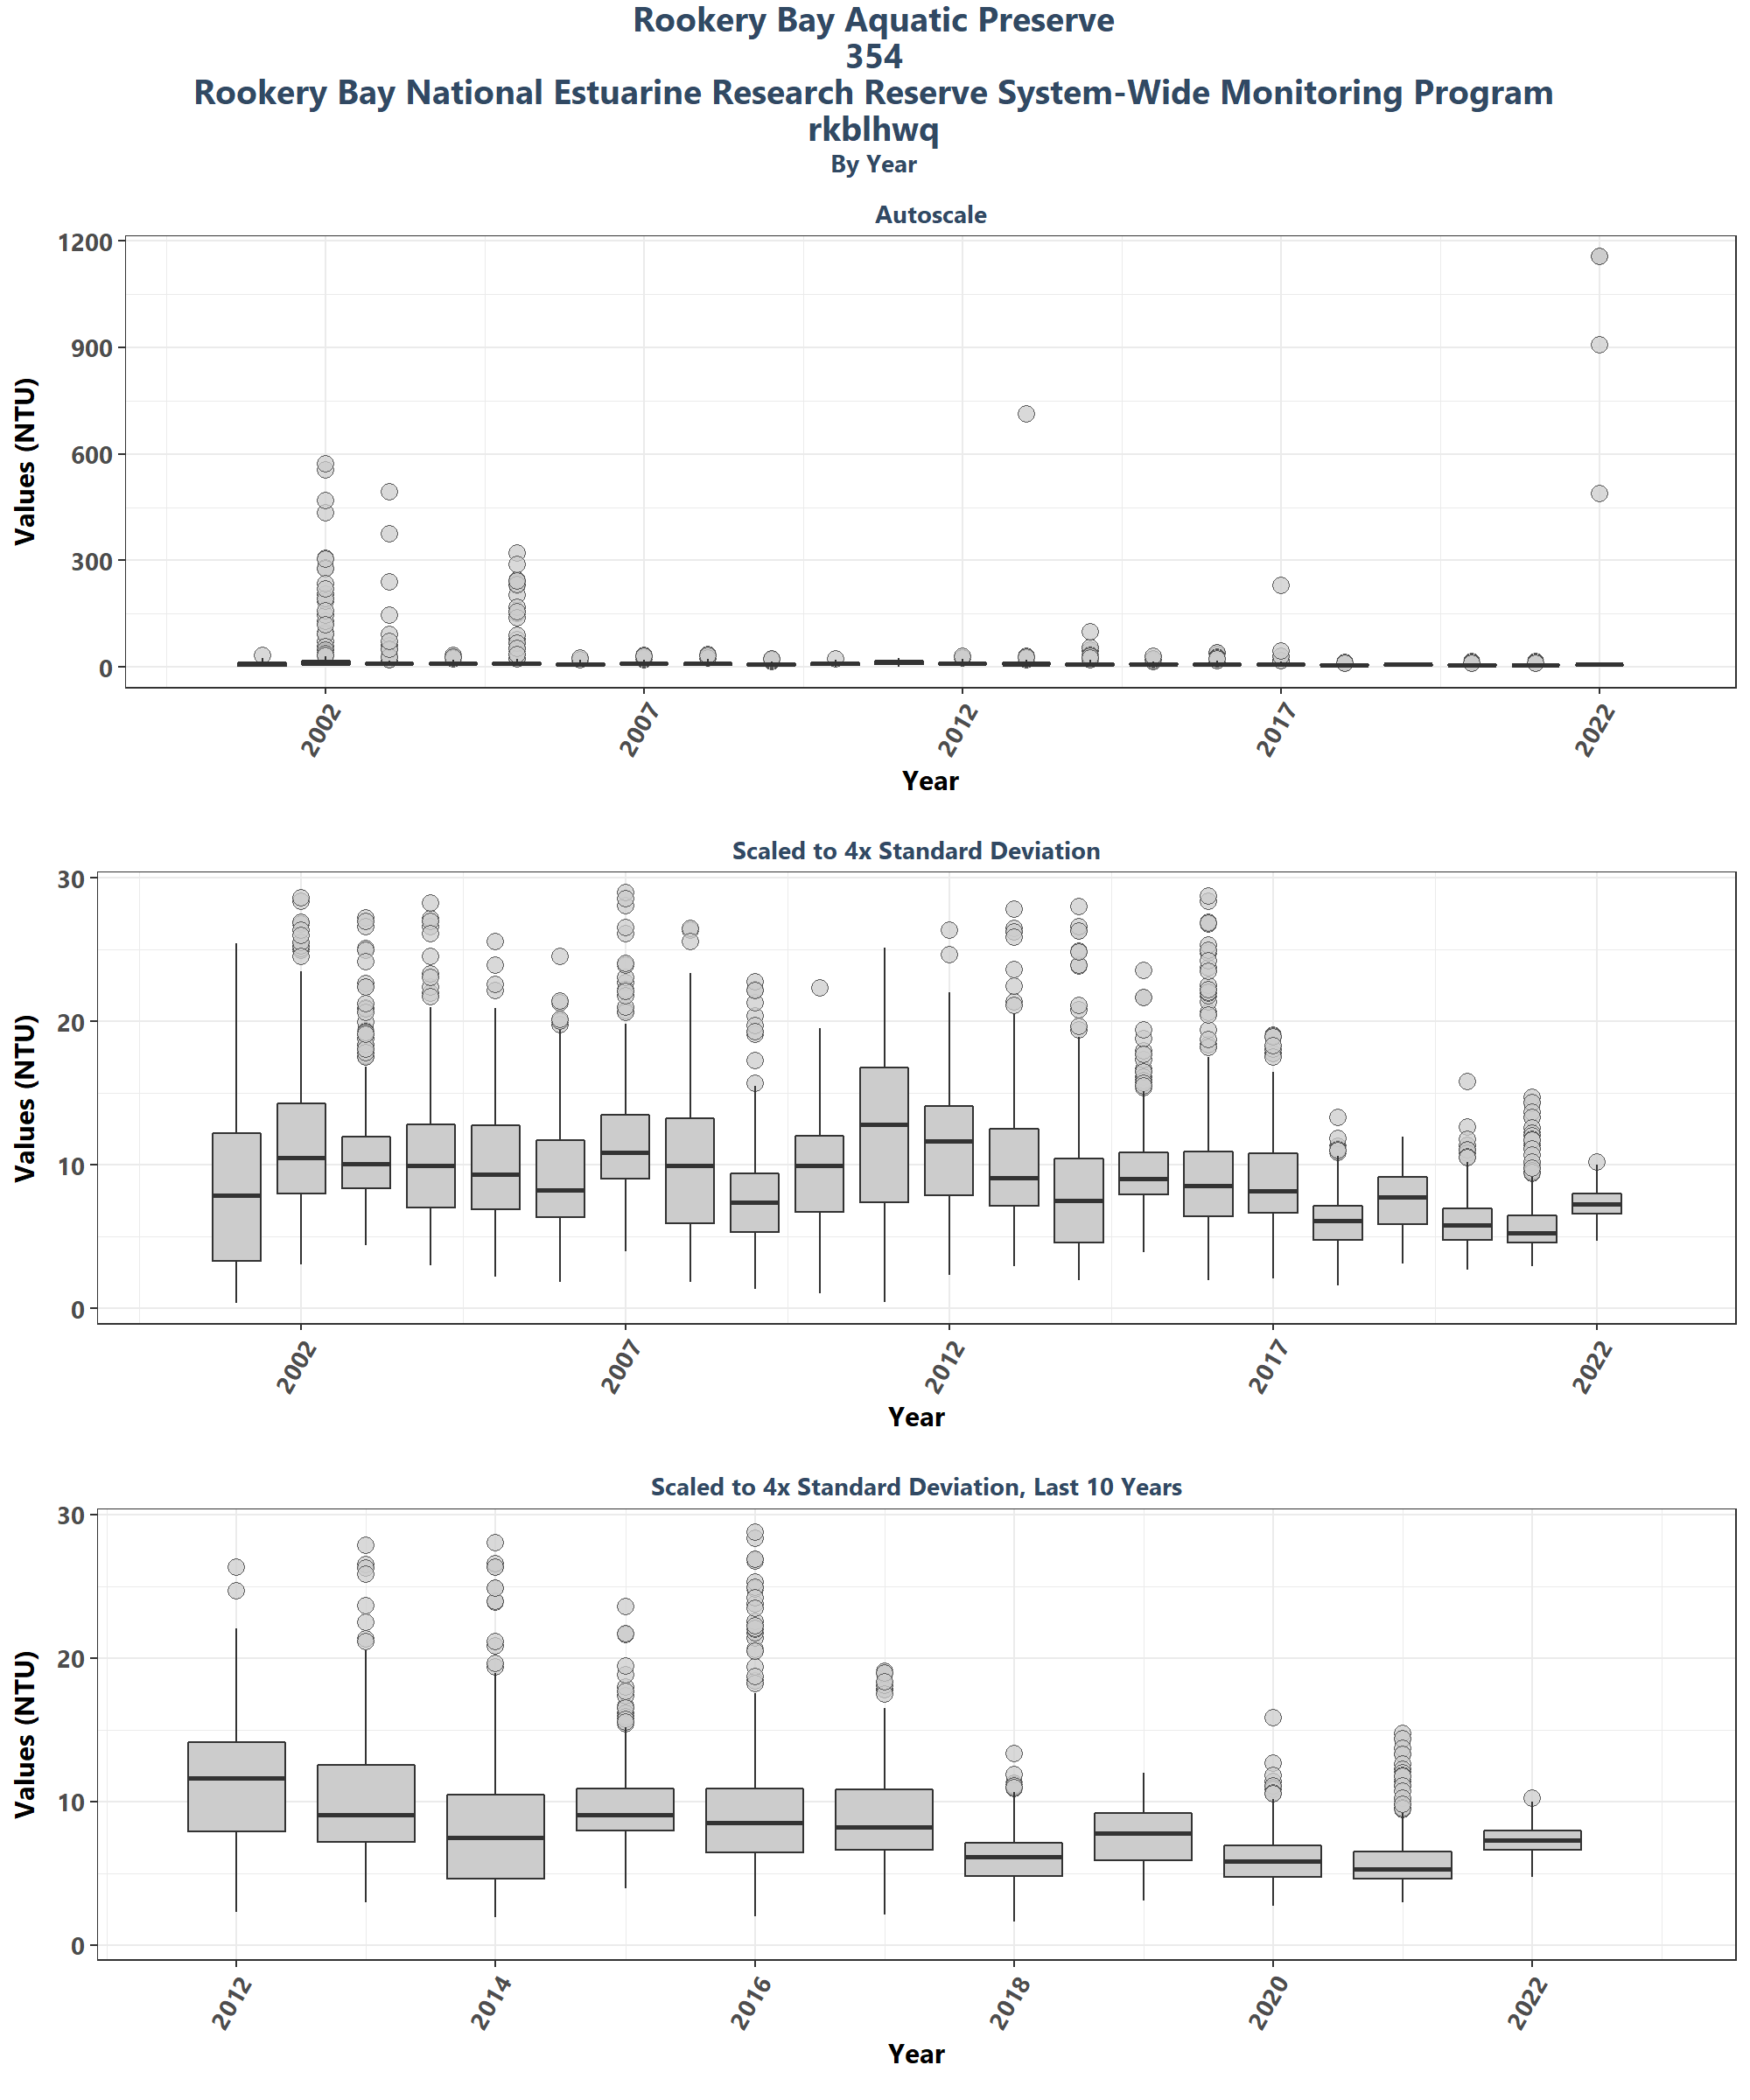 Rookery Bay Aquatic Preserve
354
Rookery Bay National Estuarine Research Reserve System-Wide Monitoring Program
rkblhwq
By Year
Autoscale
1200
900
600
300
0
Values (NTU)
2002 2007 2012 2017 2022
Year
Scaled to 4x Standard Deviation
30
20
10
0
Values (NTU)
2002 2007 2012 2017 2022
Year
Scaled to 4x Standard Deviation, Last 10 Years
30
20
10
0
Values (NTU)
2012 2014 2016 2018 2020 2022
Year